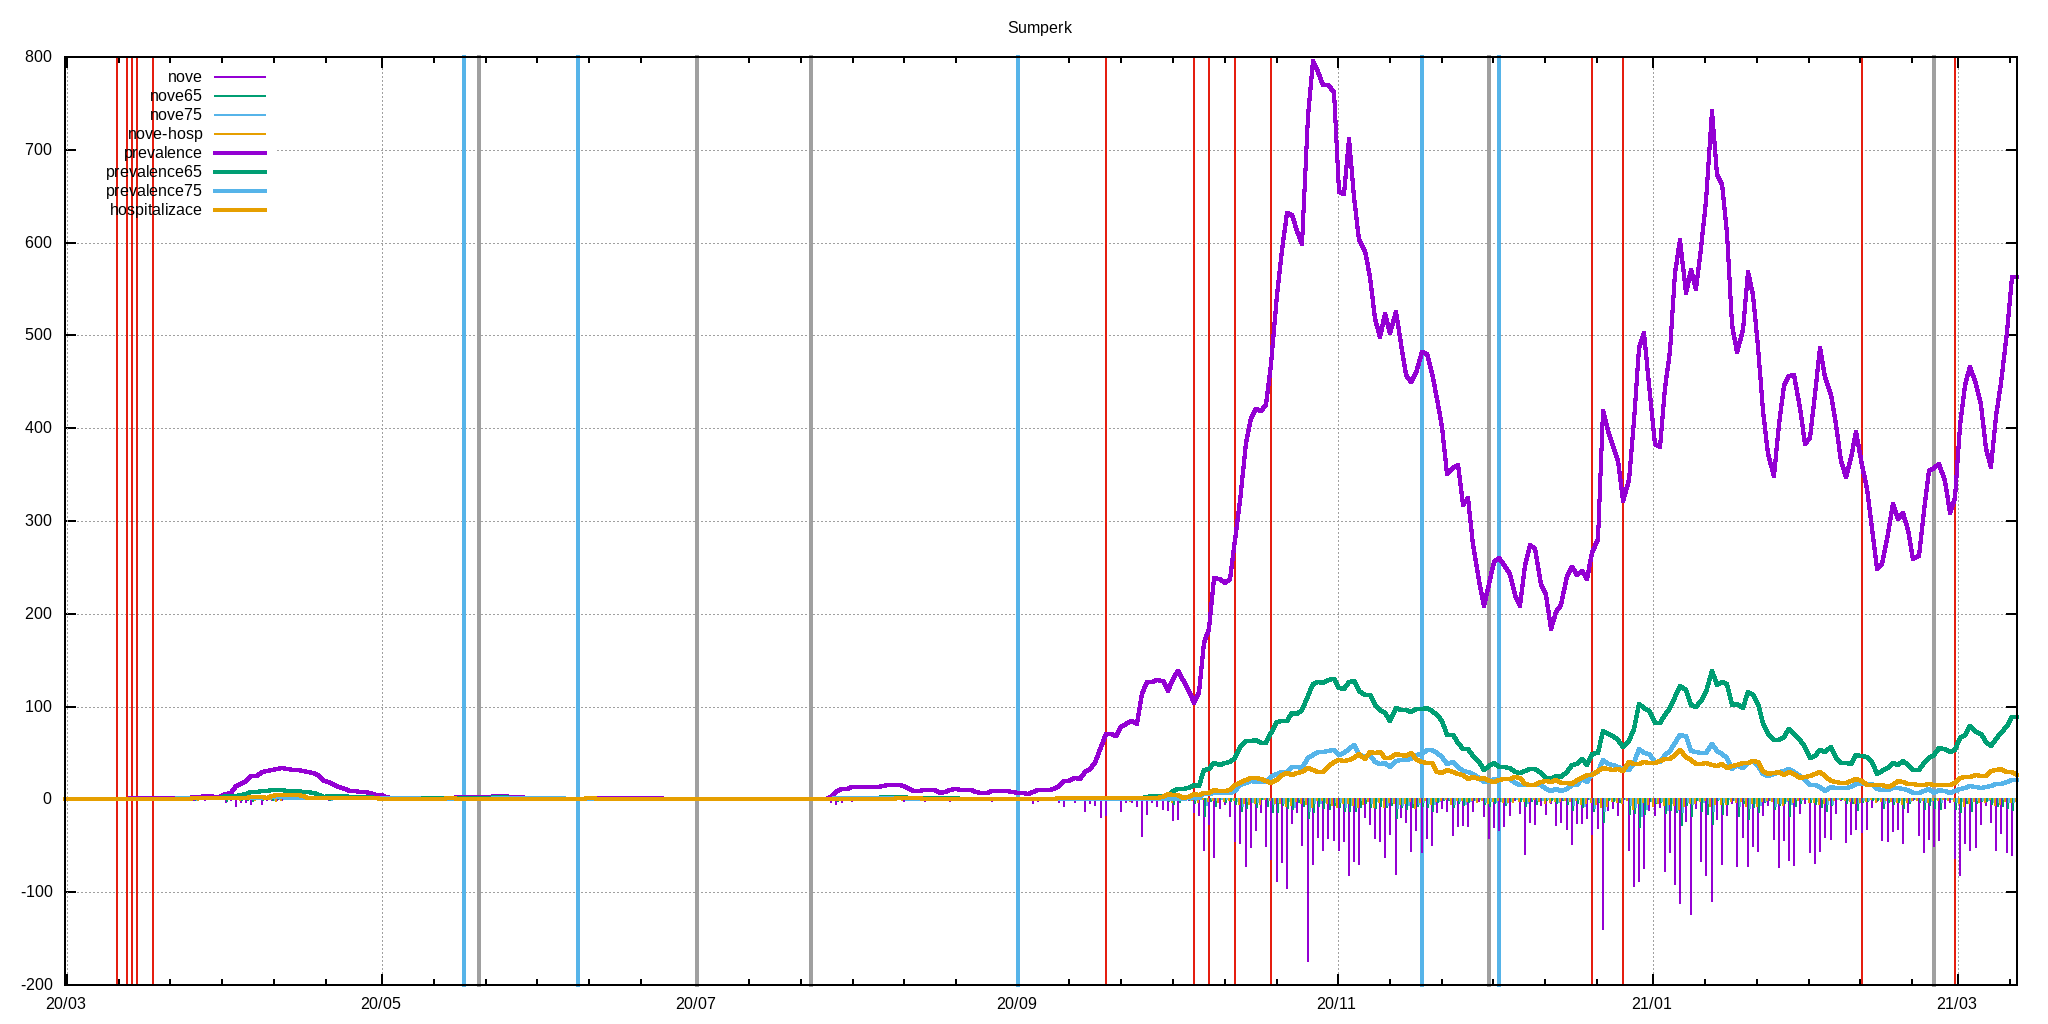 Sumperk
800
700
600
500
400
300
200
100
0
-100
-200
nove
nove65
nove75
nove-hosp
prevalence
prevalence65
prevalence75
hospitalizace
20/03 20/05 20/07 20/09 20/11 21/01 21/03